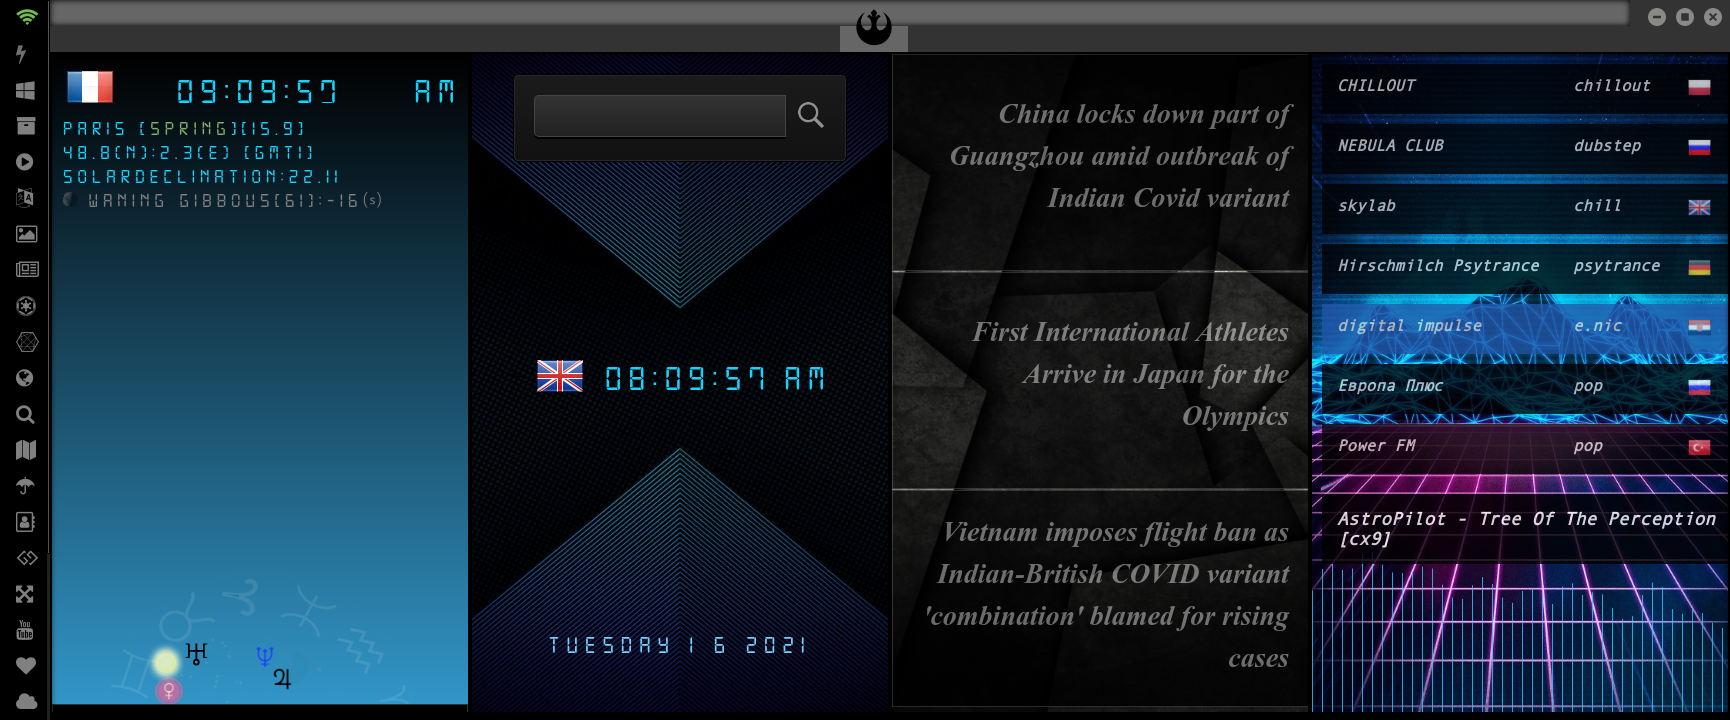 09:09:57 AM
PARIS [SPRING][15.9]
48.8(N):2.3(E) [GMT1]
SOLARDECLINATION:22.11
WANING GIBBOUS[61]:-16(s)
08:09:57 AM
TUESDAY 1 6 2021
China locks down part of
Guangzhou amid outbreak of
Indian Covid variant
First International Athletes
Arrive in Japan for the
Olympics
Vietnam imposes flight ban as
Indian-British COVID variant
'combination' blamed for rising
cases
CHILLOUT chillout
NEBULA CLUB dubstep
skylab chill
Hirschmilch Psytrance psytrance
digital impulse e.nic
Европа Плюс pop
Power FM pop
AstroPilot - Tree Of The Perception
[cx9]
You
Tube